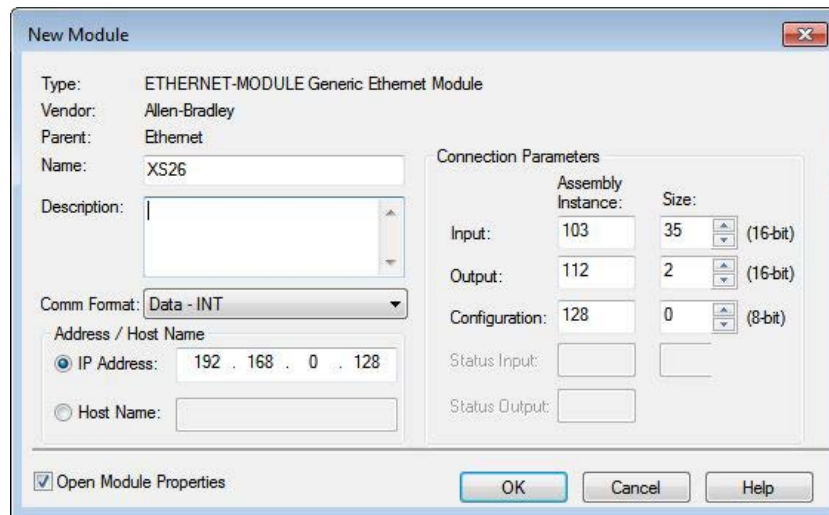 New Module
Type: ETHERNET-MODULE Generic Ethernet Module
Vendor: Allen-Bradley
Parent: Ethernet
Name: XS26
Description:
Comm Format: Data - INT
Address / Host Name
IP Address: 192 . 168 . 0 . 128
Host Name:
Connection Parameters
Assembly
Instance: Size:
Input: 103 35 (16-bit)
Output: 112 2 (16-bit)
Configuration: 128 0 (8-bit)
Status Input:
Status Output:
Open Module Properties
OK Cancel Help